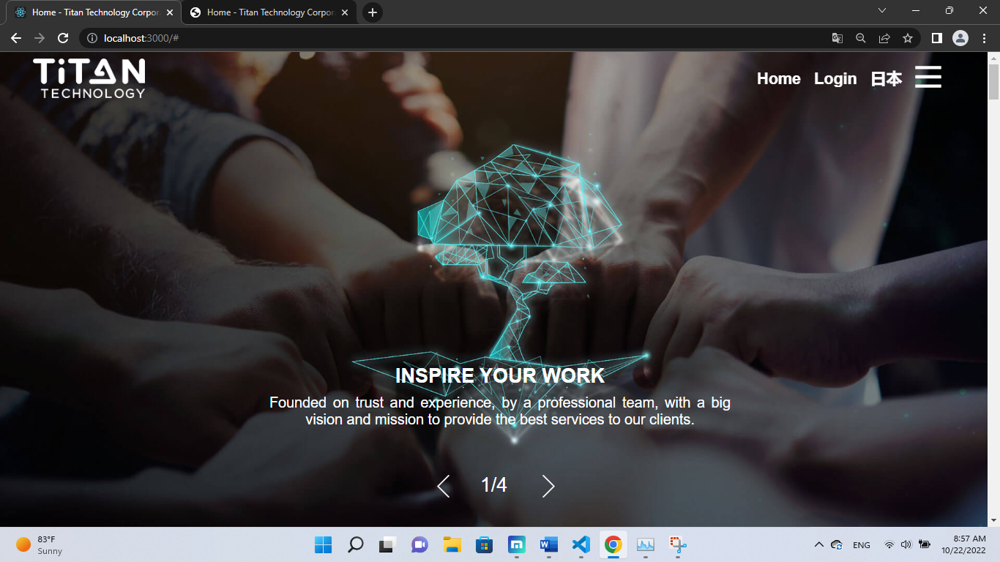 Home - Titan Technology Corpor
Home - Titan Technology Corpor
localhost:3000/#
TiTAN
TECHNOLOGY
Home Login 日本
INSPIRE YOUR WORK
Founded on trust and experience, by a professional team, with a big
vision and mission to provide the best services to our clients.
1/4
83°F
Sunny
ENG
8:57 AM
10/22/2022